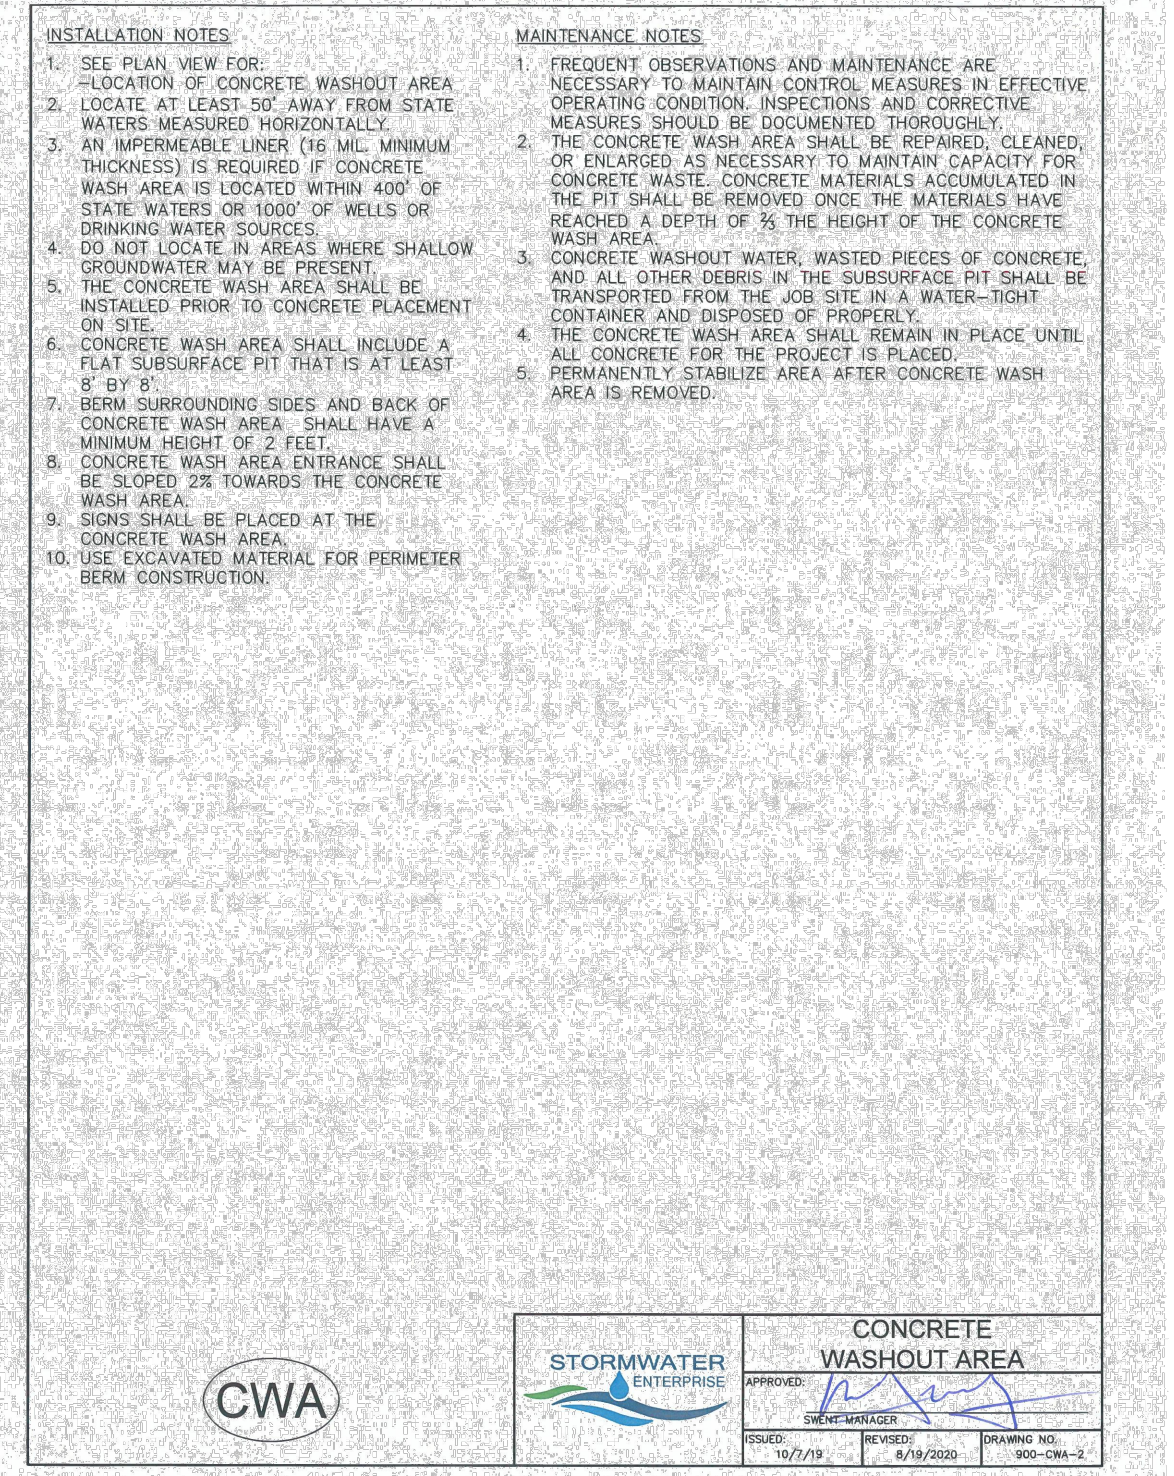 INSTALLATION NOTES
1. SEE PLAN VIEW FOR:
-LOCATION OF CONCRETE WASHOUT AREA
2. LOCATE AT LEAST 50' AWAY FROM STATE
WATERS MEASURED HORIZONTALLY.
3. AN IMPERMEABLE LINER (16 MIL. MINIMUM
THICKNESS) IS REQUIRED IF CONCRETE
WASH AREA IS LOCATED WITHIN 400' OF
STATE WATERS OR 1000' OF WELLS OR
DRINKING WATER SOURCES.
4. DO NOT LOCATE IN AREAS WHERE SHALLOW
GROUNDWATER MAY BE PRESENT.
5. THE CONCRETE WASH AREA SHALL BE
INSTALLED PRIOR TO CONCRETE PLACEMENT
ON SITE.
6. CONCRETE WASH AREA SHALL INCLUDE A
FLAT SUBSURFACE PIT THAT IS AT LEAST
8' BY 8'.
7. BERM SURROUNDING SIDES AND BACK OF
CONCRETE WASH AREA SHALL HAVE A
MINIMUM HEIGHT OF 2 FEET.
8. CONCRETE WASH AREA ENTRANCE SHALL
BE SLOPED 2% TOWARDS THE CONCRETE
WASH AREA.
9. SIGNS SHALL BE PLACED AT THE
CONCRETE WASH AREA.
10. USE EXCAVATED MATERIAL FOR PERIMETER
BERM CONSTRUCTION.
MAINTENANCE NOTES
1. FREQUENT OBSERVATIONS AND MAINTENANCE ARE
NECESSARY TO MAINTAIN CONTROL MEASURES IN EFFECTIVE
OPERATING CONDITION. INSPECTIONS AND CORRECTIVE
MEASURES SHOULD BE DOCUMENTED THOROUGHLY.
2. THE CONCRETE WASH AREA SHALL BE REPAIRED, CLEANED,
OR ENLARGED AS NECESSARY TO MAINTAIN CAPACITY FOR
CONCRETE WASTE. CONCRETE MATERIALS ACCUMULATED IN
THE PIT SHALL BE REMOVED ONCE THE MATERIALS HAVE
REACHED A DEPTH OF ⅔ THE HEIGHT OF THE CONCRETE
WASH AREA.
3. CONCRETE WASHOUT WATER, WASTED PIECES OF CONCRETE,
AND ALL OTHER DEBRIS IN THE SUBSURFACE PIT SHALL BE
TRANSPORTED FROM THE JOB SITE IN A WATER-TIGHT
CONTAINER AND DISPOSED OF PROPERLY.
4. THE CONCRETE WASH AREA SHALL REMAIN IN PLACE UNTIL
ALL CONCRETE FOR THE PROJECT IS PLACED.
5. PERMANENTLY STABILIZE AREA AFTER CONCRETE WASH
AREA IS REMOVED.
CWA
STORMWATER
ENTERPRISE
CONCRETE
WASHOUT AREA
APPROVED:
SWENT MANAGER
ISSUED:
10/7/19
REVISED:
8/19/2020
DRAWING NO.
900-CWA-2